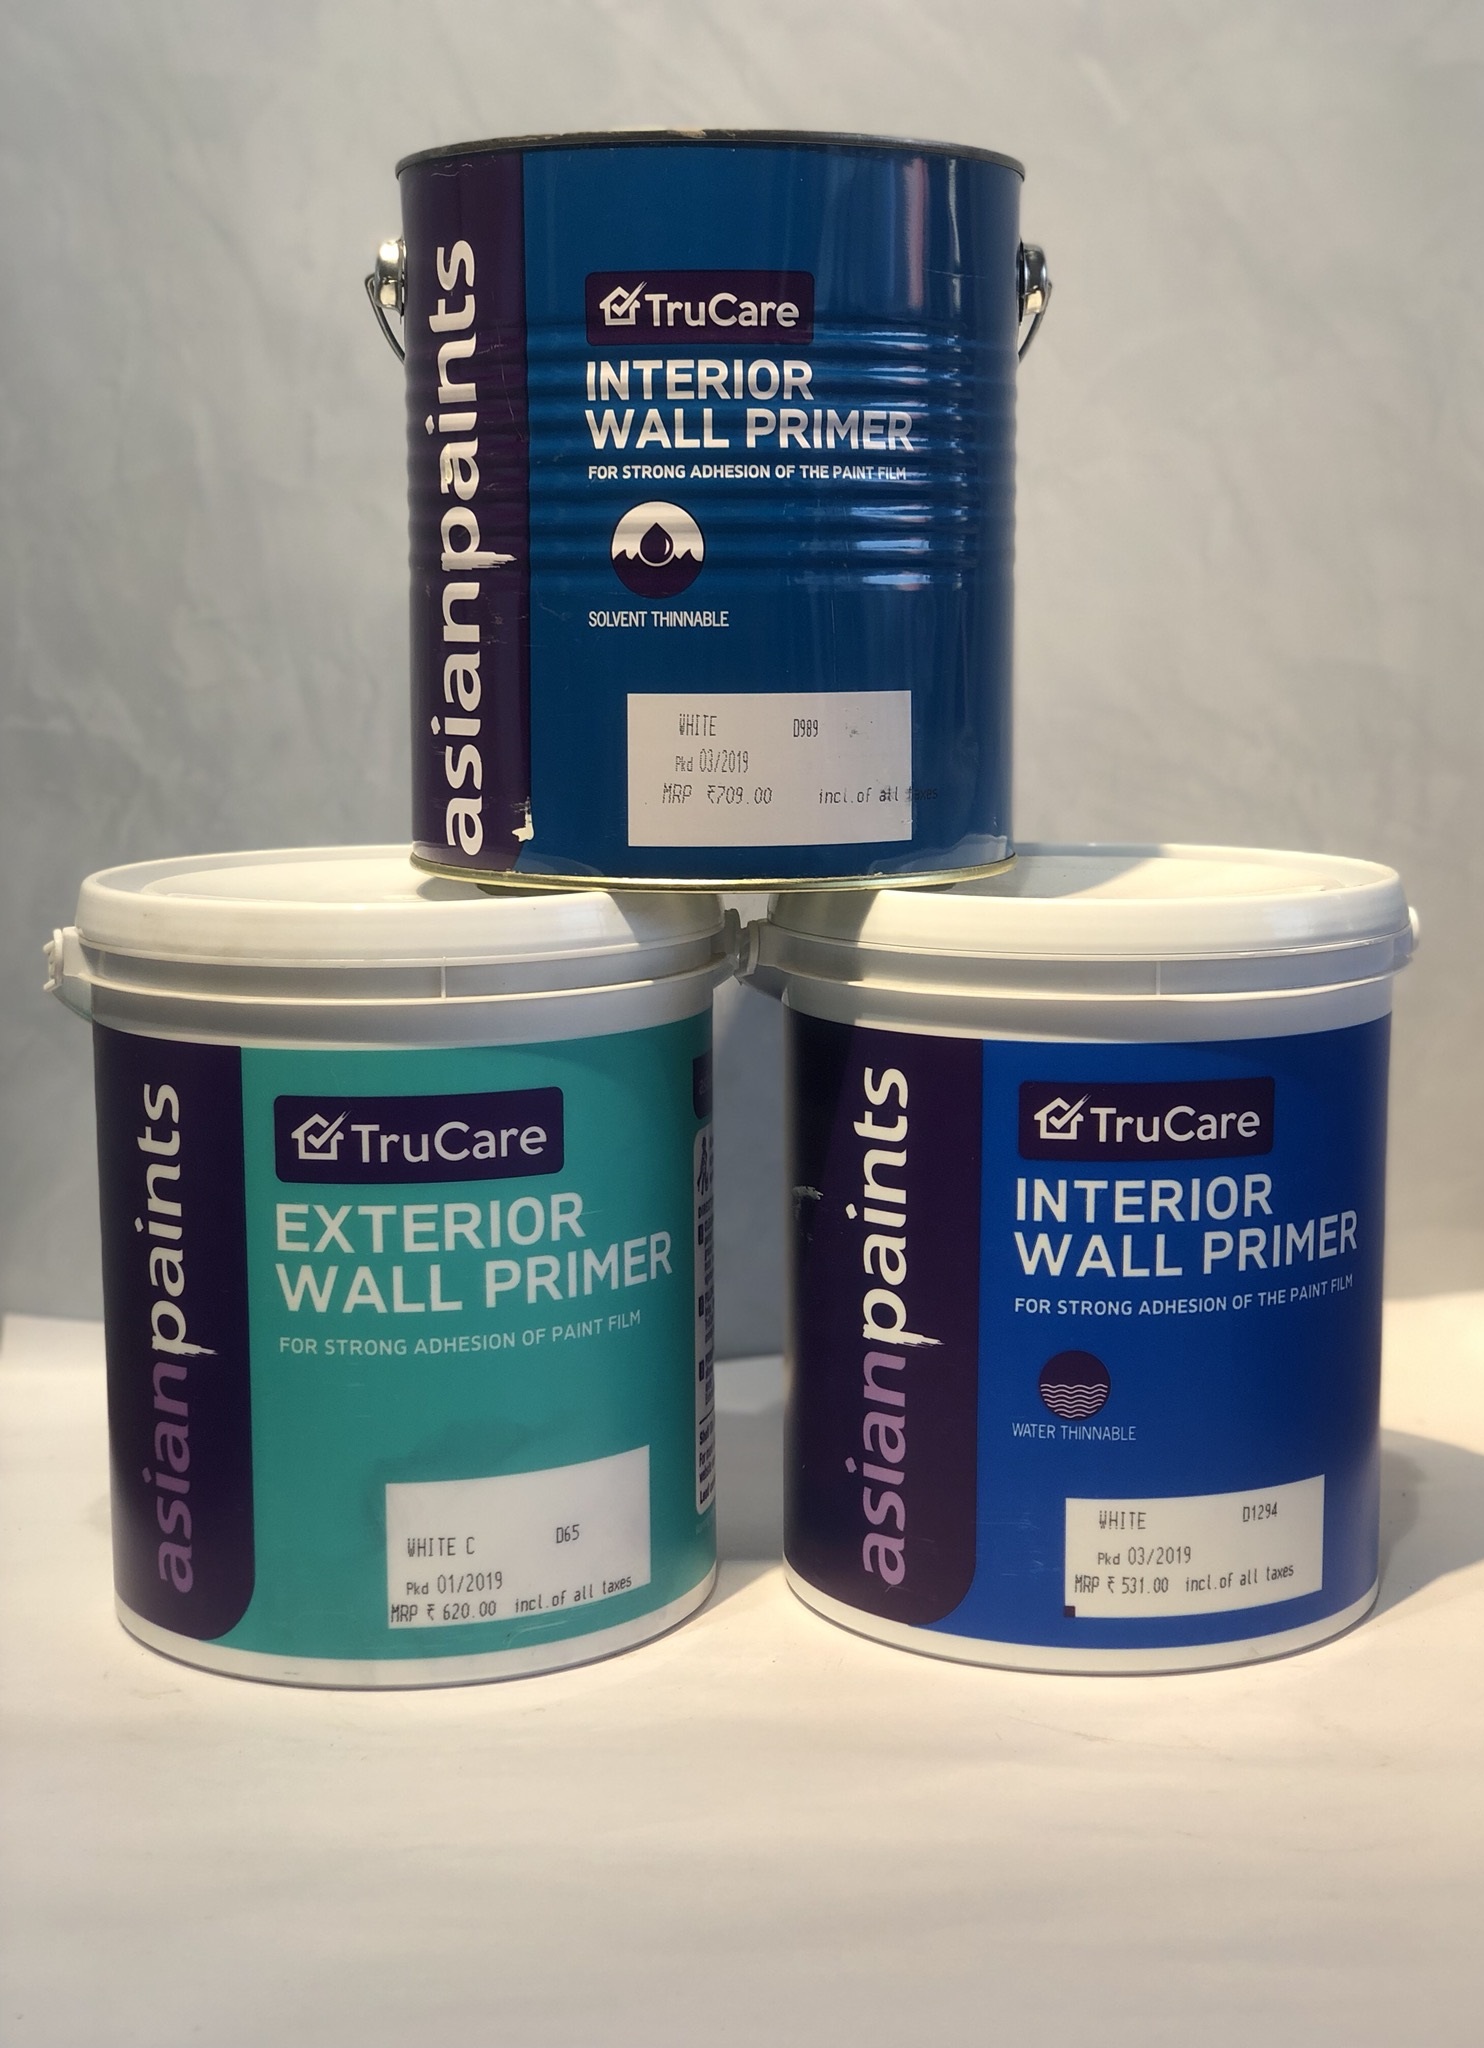 asianpaints
TruCare
INTERIOR
WALL PRIMER
FOR STRONG ADHESION OF THE PAINT FILM
SOLVENT THINNABLE
WHITE D989
Pkd 03/2019
MRP ₹709.00 incl.of all taxes
asianpaints
TruCare
EXTERIOR
WALL PRIMER
FOR STRONG ADHESION OF PAINT FILM
WHITE C D65
Pkd 01/2019
MRP ₹ 620.00 incl.of all taxes
asianpaints
TruCare
INTERIOR
WALL PRIMER
FOR STRONG ADHESION OF THE PAINT FILM
WATER THINNABLE
WHITE D1294
Pkd 03/2019
MRP ₹ 531.00 incl.of all taxes